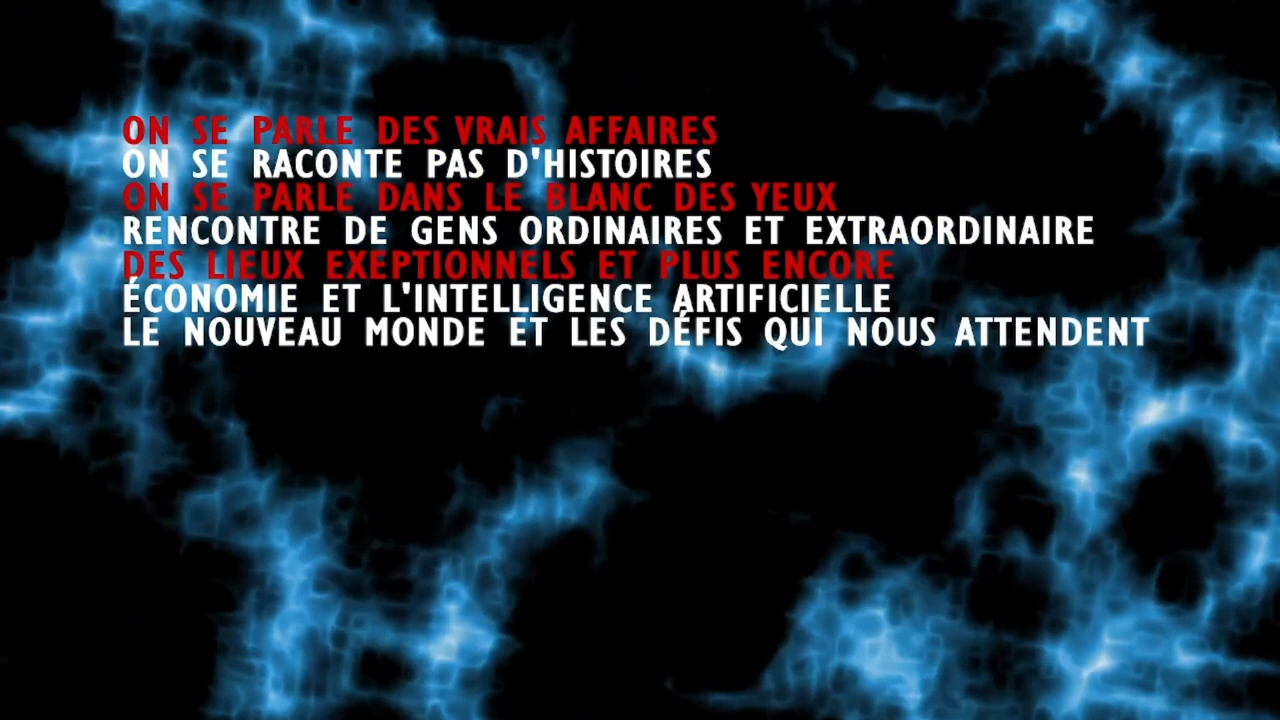 ON SE PARLE DES VRAIS AFFAIRES
ON SE RACONTE PAS D'HISTOIRES
ON SE PARLE DANS LE BLANC DES YEUX
RENCONTRE DE GENS ORDINAIRES ET EXTRAORDINAIRE
DES LIEUX EXEPTIONNELS ET PLUS ENCORE
ÉCONOMIE ET L'INTELLIGENCE ARTIFICIELLE
LE NOUVEAU MONDE ET LES DÉFIS QUI NOUS ATTENDENT